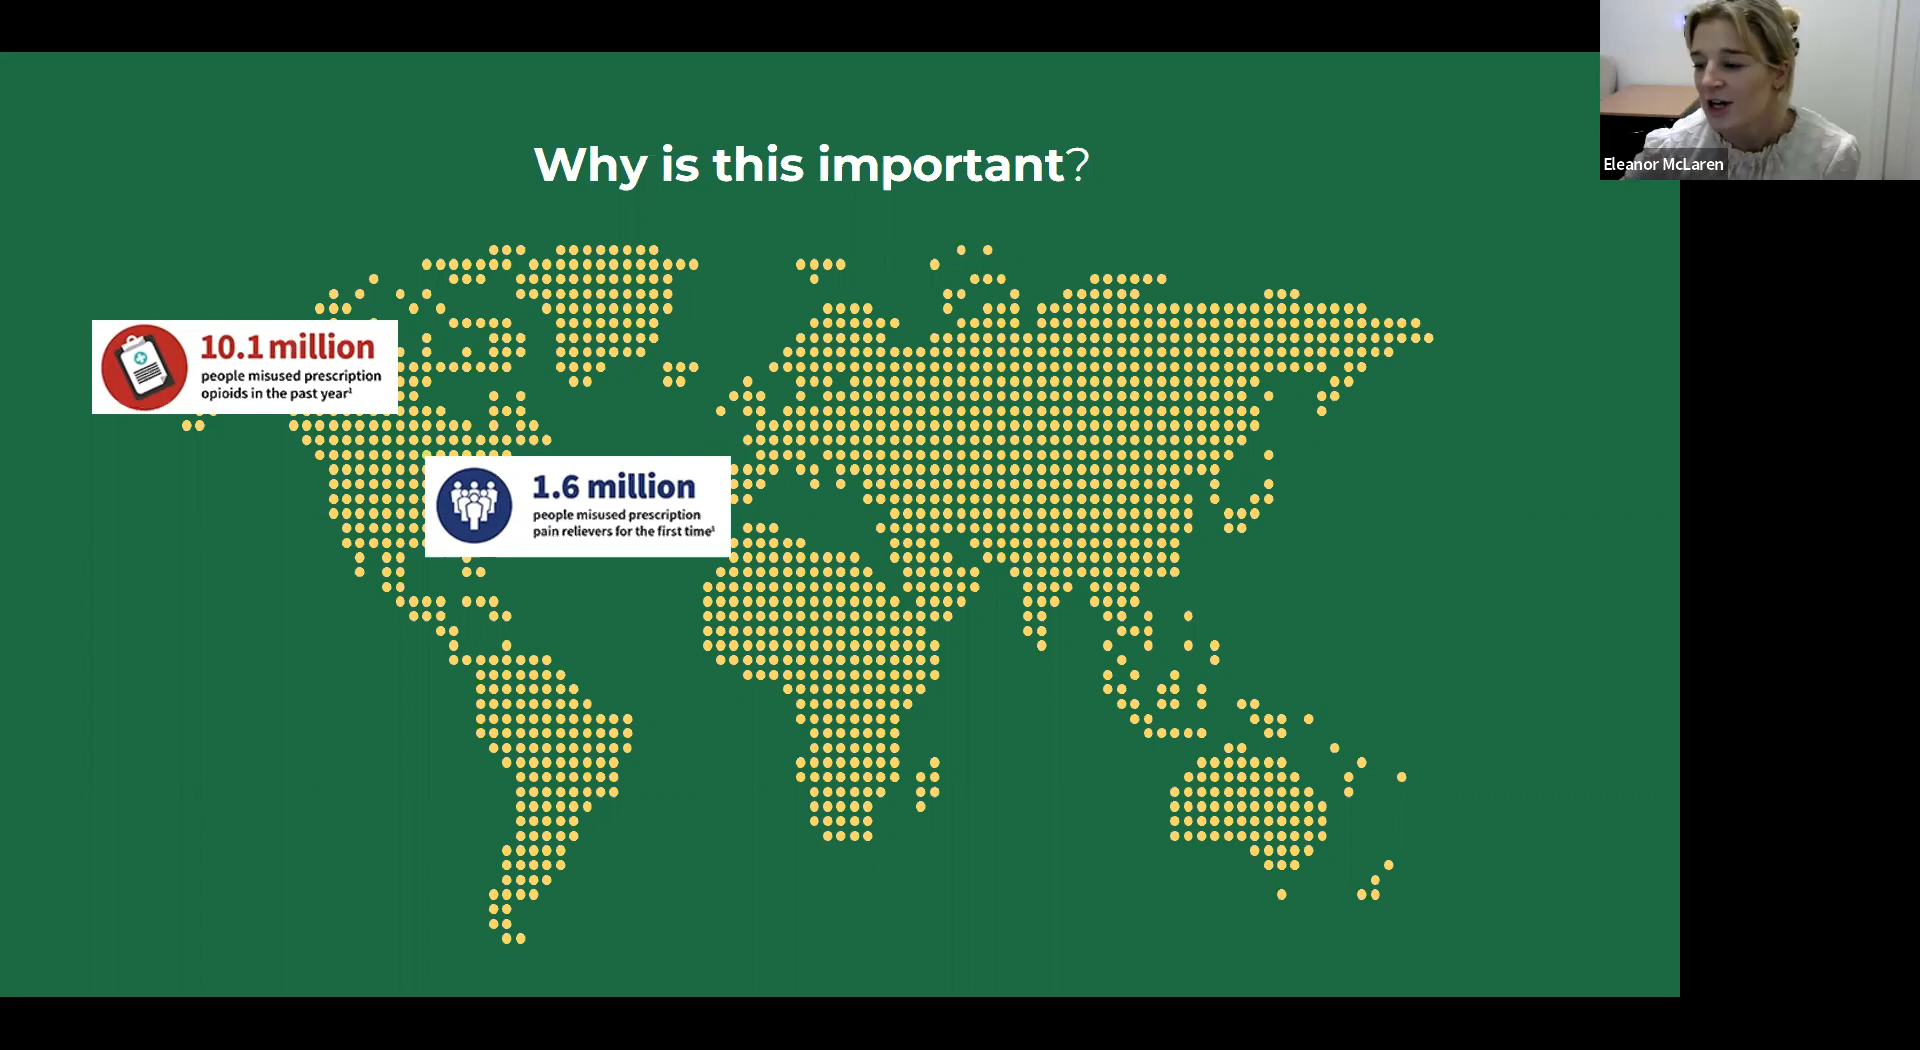 Eleanor McLaren
Why is this important?
10.1 million
people misused prescription
opioids in the past year¹
1.6 million
people misused prescription
pain relievers for the first time¹